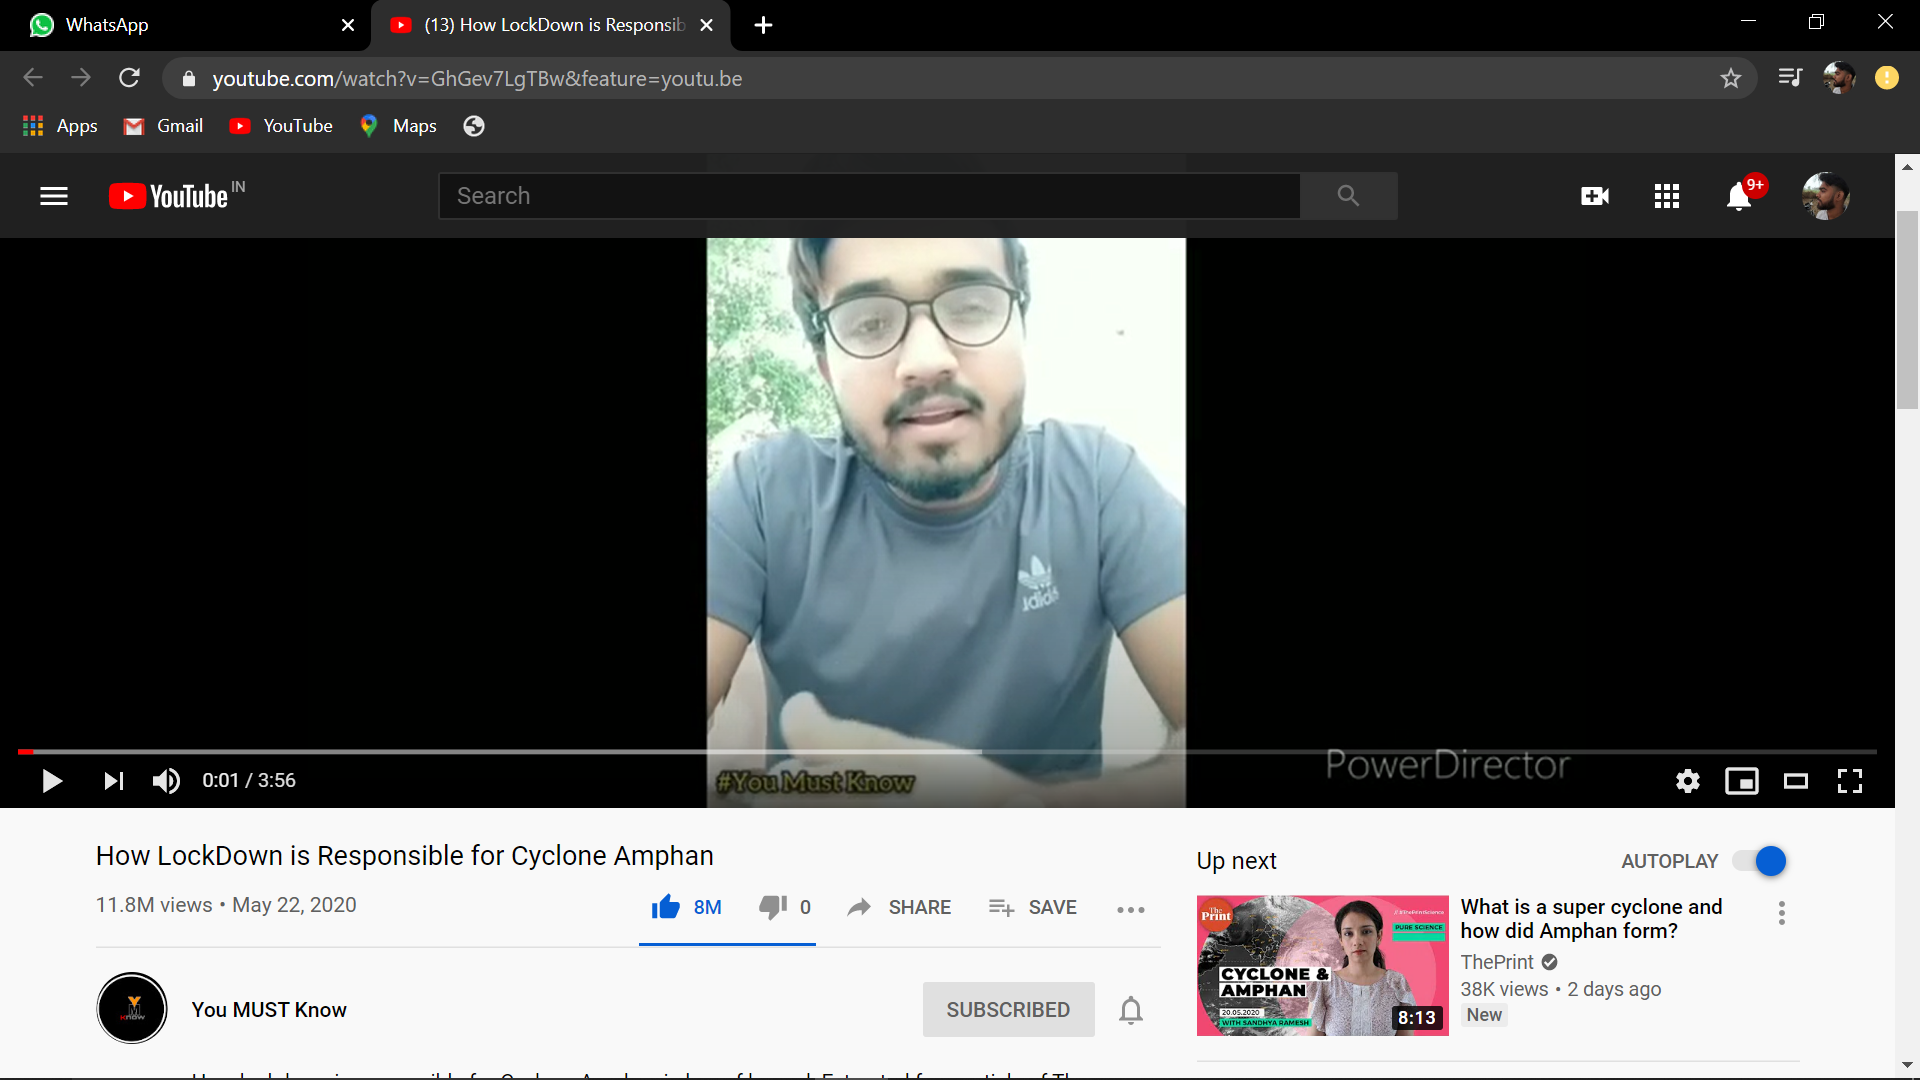 WhatsApp
(13) How LockDown is Responsib
youtube.com/watch?v=GhGev7LgTBw&feature=youtu.be
Apps
Gmail
YouTube
Maps
YouTube IN
Search
9+
adidas
#You Must Know
PowerDirector
0:01 / 3:56
How LockDown is Responsible for Cyclone Amphan
11.8M views • May 22, 2020
8M
0
SHARE
SAVE
You MUST Know
SUBSCRIBED
Up next
AUTOPLAY
The Print
PURE SCIENCE
CYCLONE &
AMPHAN
20.05.2020
WITH SANDHYA RAMESH
8:13
What is a super cyclone and
how did Amphan form?
ThePrint
38K views • 2 days ago
New